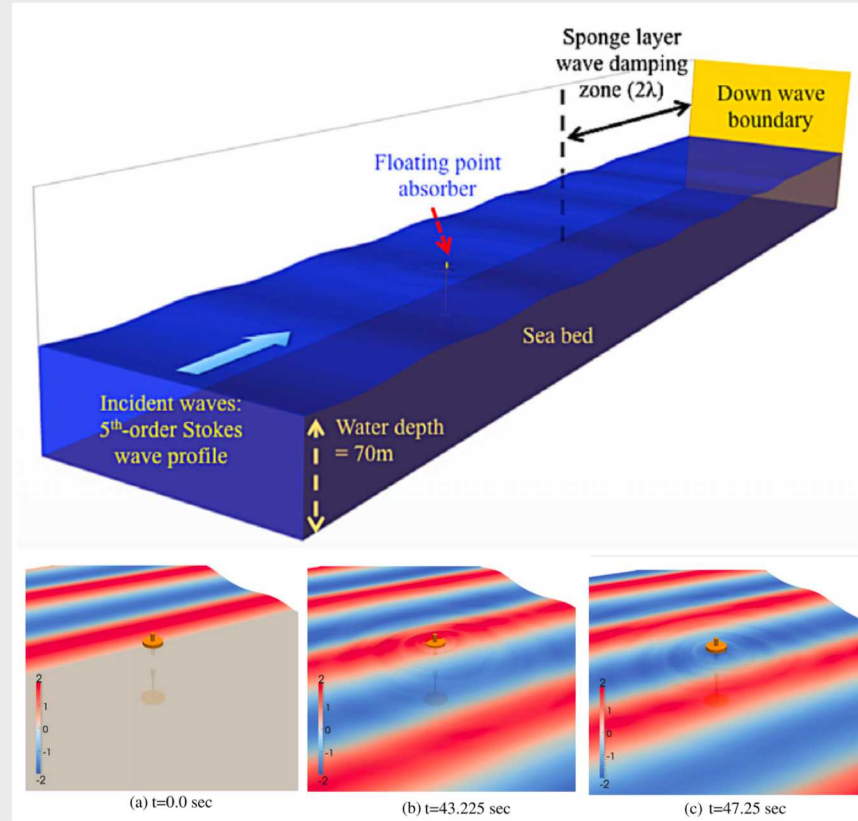 Sponge layer
wave damping
zone (2λ)
Down wave
boundary
Floating point
absorber
Sea bed
Incident waves:
5th-order Stokes
wave profile
Water depth
= 70m
2
1
0
-1
-2
2
1
0
-1
-2
2
1
0
-1
-2
(a) t=0.0 sec
(b) t=43.225 sec
(c) t=47.25 sec